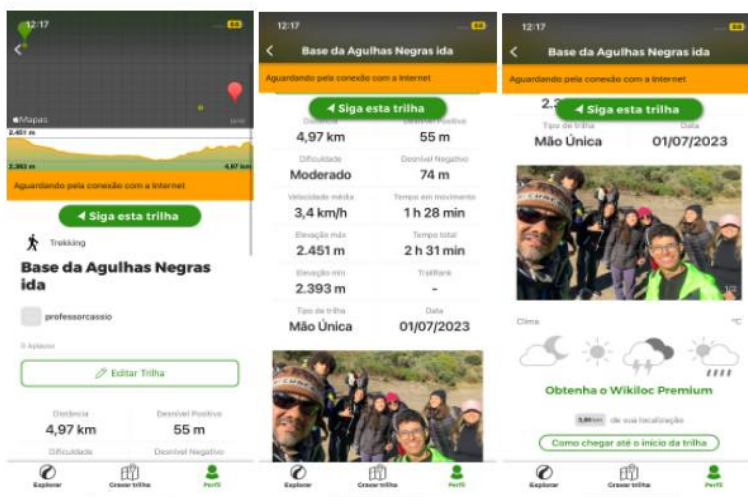 12:17
66
Mapas
2.451 m
2.393 m
4,97 km
Aguardando pela conexão com a Internet
Siga esta trilha
Trekking
Base da Agulhas Negras
ida
professorcassio
Editar Trilha
Distância
Desnível Positivo
4,97 km
55 m
Dificuldade
Desnível Negativo
Explorar
Gravar trilha
Perfil
12:17
66
Base da Agulhas Negras ida
Aguardando pela conexão com a Internet
Siga esta trilha
Distância
Desnível Positivo
4,97 km
55 m
Dificuldade
Desnível Negativo
Moderado
74 m
Velocidade média
Tempo em movimento
3,4 km/h
1 h 28 min
Elevação máx
Tempo total
2.451 m
2 h 31 min
Elevação min
TrailRank
2.393 m
-
Tipo de trilha
Data
Mão Única
01/07/2023
Explorar
Gravar trilha
Perfil
12:17
66
Base da Agulhas Negras ida
Aguardando pela conexão com a Internet
Siga esta trilha
Tipo de trilha
Data
Mão Única
01/07/2023
Clima
°C
Obtenha o Wikiloc Premium
de sua localização
Como chegar até o início da trilha
Explorar
Gravar trilha
Perfil